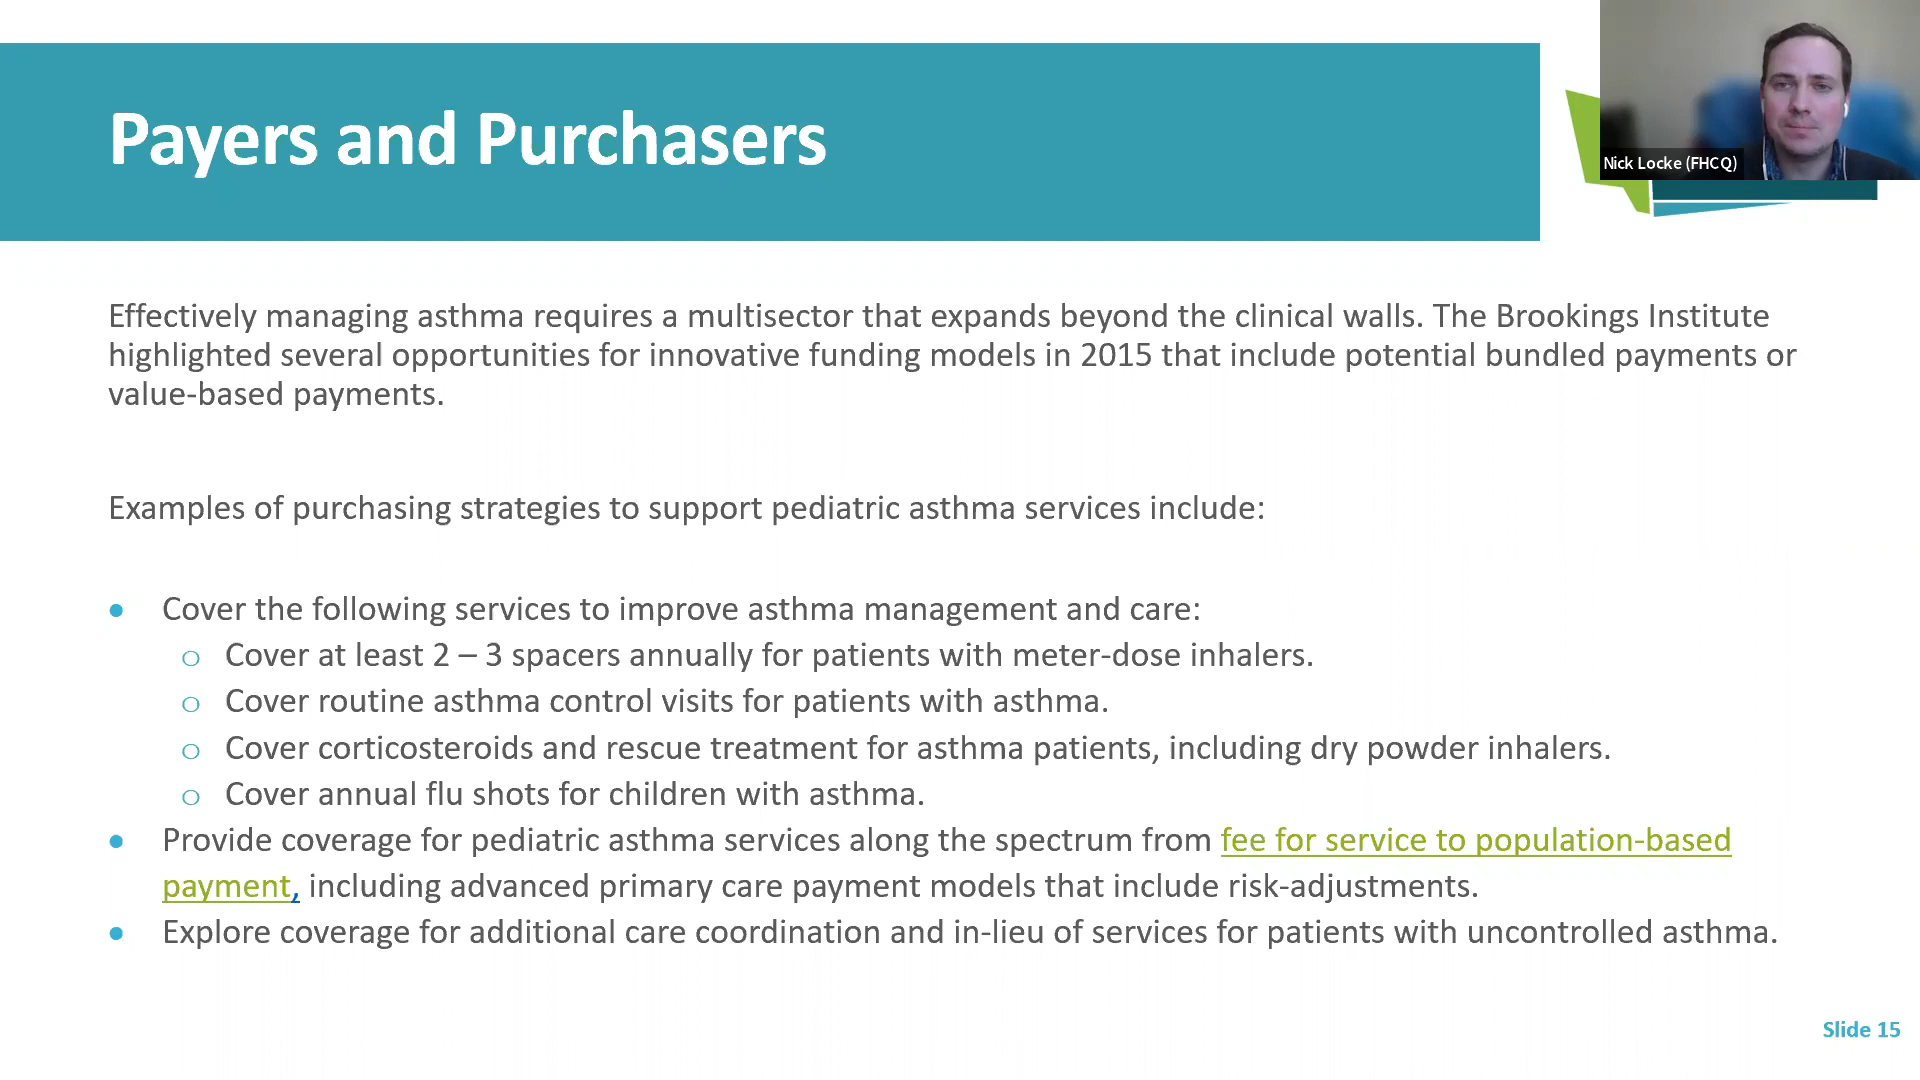 Payers and Purchasers
Nick Locke (FHCQ)
Effectively managing asthma requires a multisector that expands beyond the clinical walls. The Brookings Institute
highlighted several opportunities for innovative funding models in 2015 that include potential bundled payments or
value-based payments.
Examples of purchasing strategies to support pediatric asthma services include:
• Cover the following services to improve asthma management and care:
o Cover at least 2 – 3 spacers annually for patients with meter-dose inhalers.
o Cover routine asthma control visits for patients with asthma.
o Cover corticosteroids and rescue treatment for asthma patients, including dry powder inhalers.
o Cover annual flu shots for children with asthma.
• Provide coverage for pediatric asthma services along the spectrum from fee for service to population-based
payment, including advanced primary care payment models that include risk-adjustments.
• Explore coverage for additional care coordination and in-lieu of services for patients with uncontrolled asthma.
Slide 15